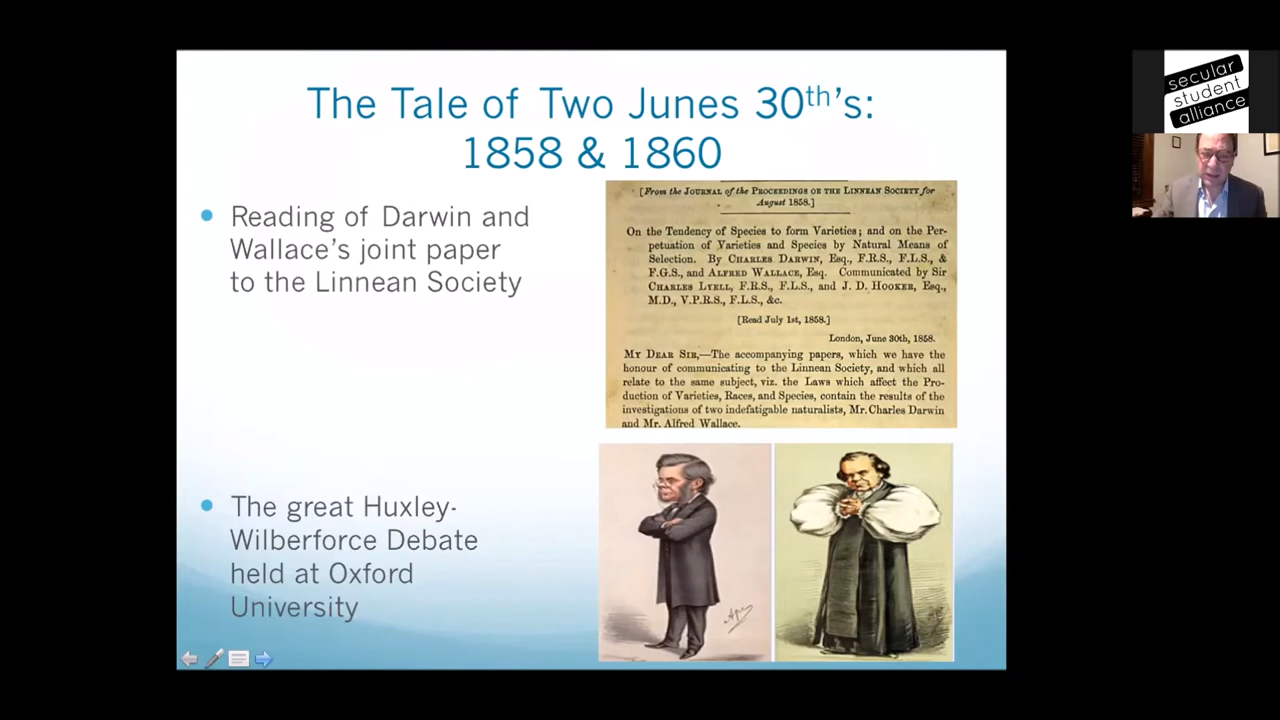 The Tale of Two Junes 30th's:
1858 & 1860
Reading of Darwin and
Wallace's joint paper
to the Linnean Society
[From the JOURNAL of the PROCEEDINGS OF THE LINNEAN SOCIETY for
August 1858.]
On the Tendency of Species to form Varieties; and on the Per-
petuation of Varieties and Species by Natural Means of
Selection. By CHARLES DARWIN, Esq., F.R.S., F.L.S., &
F.G.S., and ALFRED WALLACE, Esq. Communicated by Sir
CHARLES LYELL, F.R.S., F.L.S., and J. D. HOOKER, Esq.,
M.D., V.P.R.S., F.L.S., &c.
[Read July 1st, 1858.]
London, June 30th, 1858.
MY DEAR SIR,—The accompanying papers, which we have the
honour of communicating to the Linnean Society, and which all
relate to the same subject, viz. the Laws which affect the Pro-
duction of Varieties, Races, and Species, contain the results of the
investigations of two indefatigable naturalists, Mr. Charles Darwin
and Mr. Alfred Wallace.
The great Huxley-
Wilberforce Debate
held at Oxford
University
Ape
secular
student
alliance